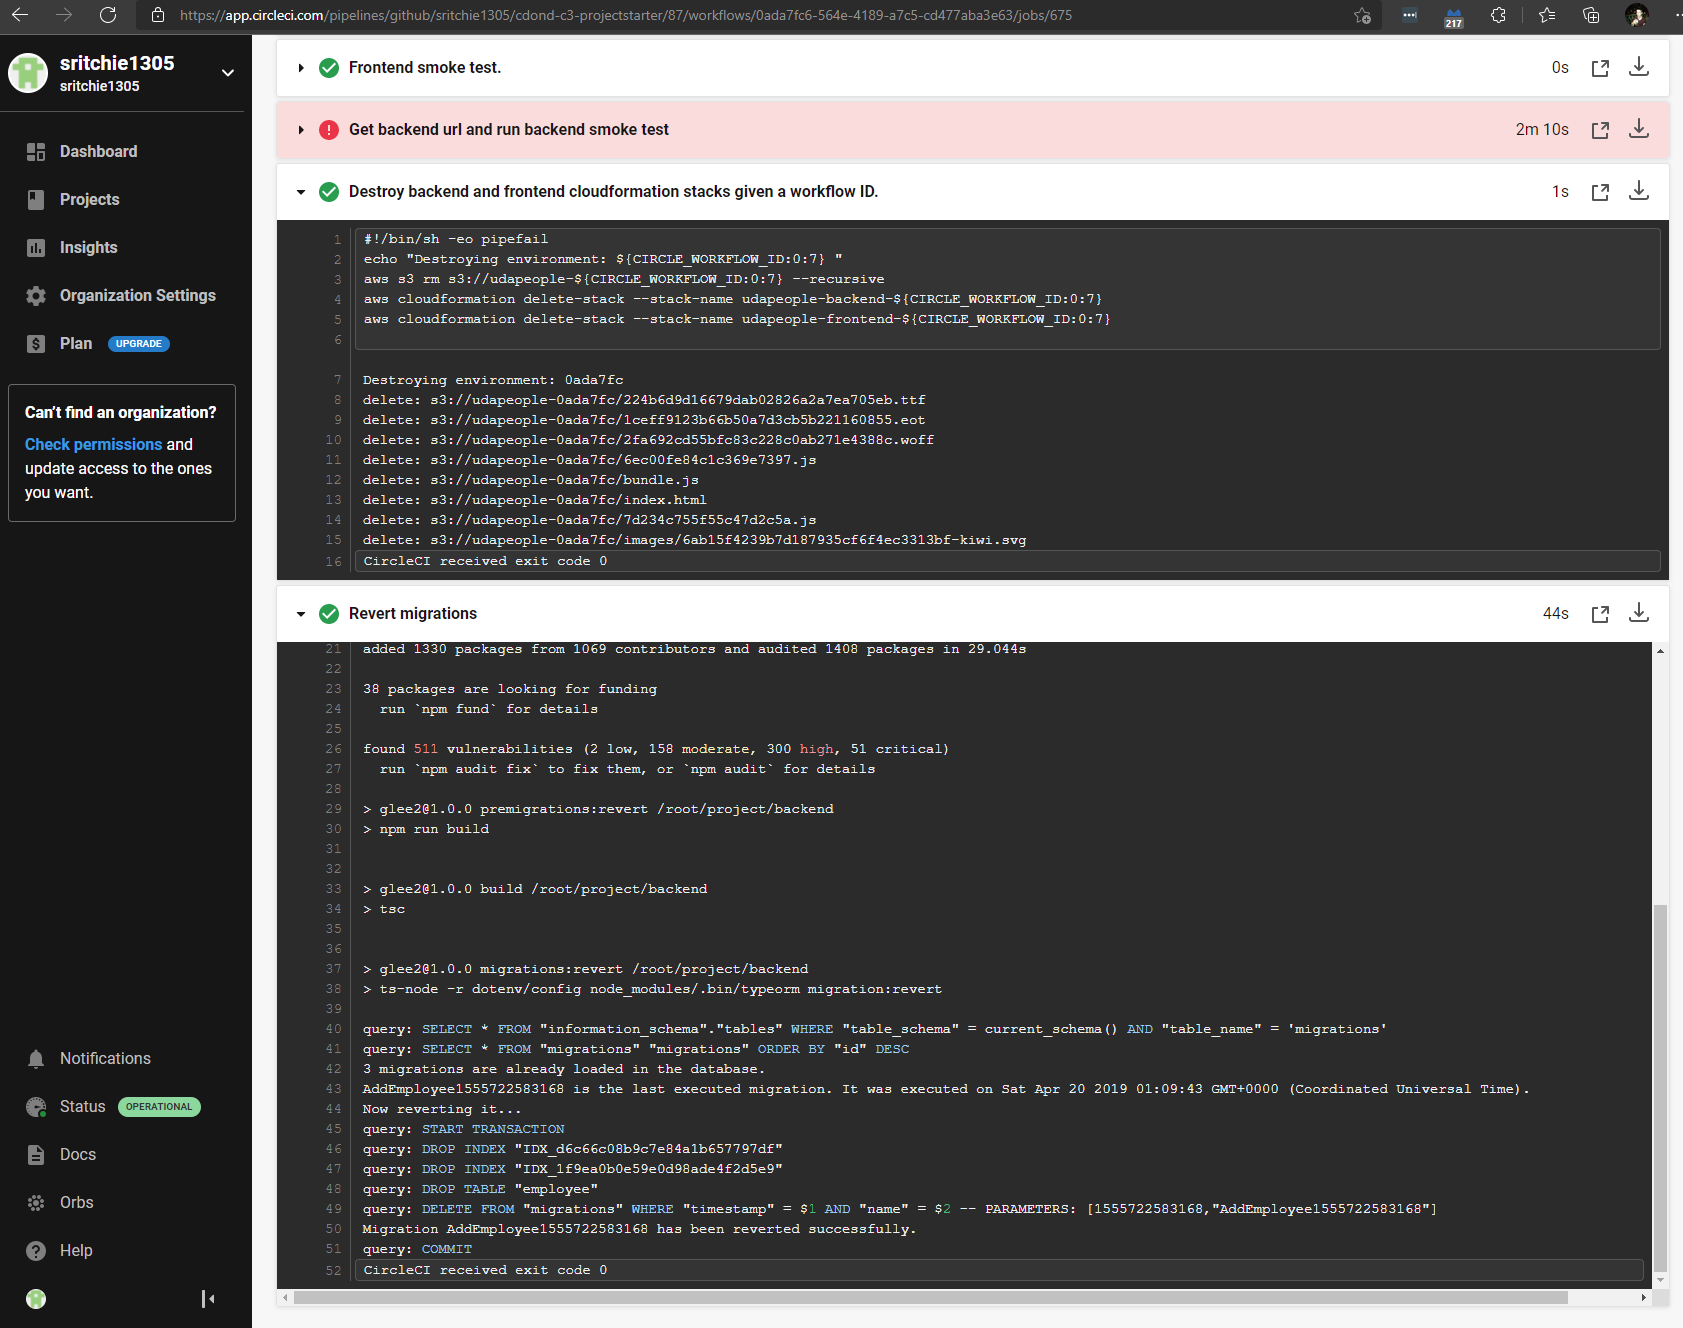 https://app.circleci.com/pipelines/github/sritchie1305/cdond-c3-projectstarter/87/workflows/0ada7fc6-564e-4189-a7c5-cd477aba3e63/jobs/675
217
sritchie1305
sritchie1305
Dashboard
Projects
Insights
Organization Settings
Plan UPGRADE
Can't find an organization?
Check permissions and
update access to the ones
you want.
Notifications
Status OPERATIONAL
Docs
Orbs
Help
Frontend smoke test. 0s
Get backend url and run backend smoke test 2m 10s
Destroy backend and frontend cloudformation stacks given a workflow ID. 1s
1 #!/bin/sh -eo pipefail
2 echo "Destroying environment: ${CIRCLE_WORKFLOW_ID:0:7} "
3 aws s3 rm s3://udapeople-${CIRCLE_WORKFLOW_ID:0:7} --recursive
4 aws cloudformation delete-stack --stack-name udapeople-backend-${CIRCLE_WORKFLOW_ID:0:7}
5 aws cloudformation delete-stack --stack-name udapeople-frontend-${CIRCLE_WORKFLOW_ID:0:7}
6
7 Destroying environment: 0ada7fc
8 delete: s3://udapeople-0ada7fc/224b6d9d16679dab02826a2a7ea705eb.ttf
9 delete: s3://udapeople-0ada7fc/1ceff9123b66b50a7d3cb5b221160855.eot
10 delete: s3://udapeople-0ada7fc/2fa692cd55bfc83c228c0ab271e4388c.woff
11 delete: s3://udapeople-0ada7fc/6ec00fe84c1c369e7397.js
12 delete: s3://udapeople-0ada7fc/bundle.js
13 delete: s3://udapeople-0ada7fc/index.html
14 delete: s3://udapeople-0ada7fc/7d234c755f55c47d2c5a.js
15 delete: s3://udapeople-0ada7fc/images/6ab15f4239b7d187935cf6f4ec3313bf-kiwi.svg
16 CircleCI received exit code 0
Revert migrations 44s
21 added 1330 packages from 1069 contributors and audited 1408 packages in 29.044s
22
23 38 packages are looking for funding
24 run `npm fund` for details
25
26 found 511 vulnerabilities (2 low, 158 moderate, 300 high, 51 critical)
27 run `npm audit fix` to fix them, or `npm audit` for details
28
29 > glee2@1.0.0 premigrations:revert /root/project/backend
30 > npm run build
31
32
33 > glee2@1.0.0 build /root/project/backend
34 > tsc
35
36
37 > glee2@1.0.0 migrations:revert /root/project/backend
38 > ts-node -r dotenv/config node_modules/.bin/typeorm migration:revert
39
40 query: SELECT * FROM "information_schema"."tables" WHERE "table_schema" = current_schema() AND "table_name" = 'migrations'
41 query: SELECT * FROM "migrations" "migrations" ORDER BY "id" DESC
42 3 migrations are already loaded in the database.
43 AddEmployee1555722583168 is the last executed migration. It was executed on Sat Apr 20 2019 01:09:43 GMT+0000 (Coordinated Universal Time).
44 Now reverting it...
45 query: START TRANSACTION
46 query: DROP INDEX "IDX_d6c66c08b9c7e84a1b657797df"
47 query: DROP INDEX "IDX_1f9ea0b0e59e0d98ade4f2d5e9"
48 query: DROP TABLE "employee"
49 query: DELETE FROM "migrations" WHERE "timestamp" = $1 AND "name" = $2 -- PARAMETERS: [1555722583168,"AddEmployee1555722583168"]
50 Migration AddEmployee1555722583168 has been reverted successfully.
51 query: COMMIT
52 CircleCI received exit code 0